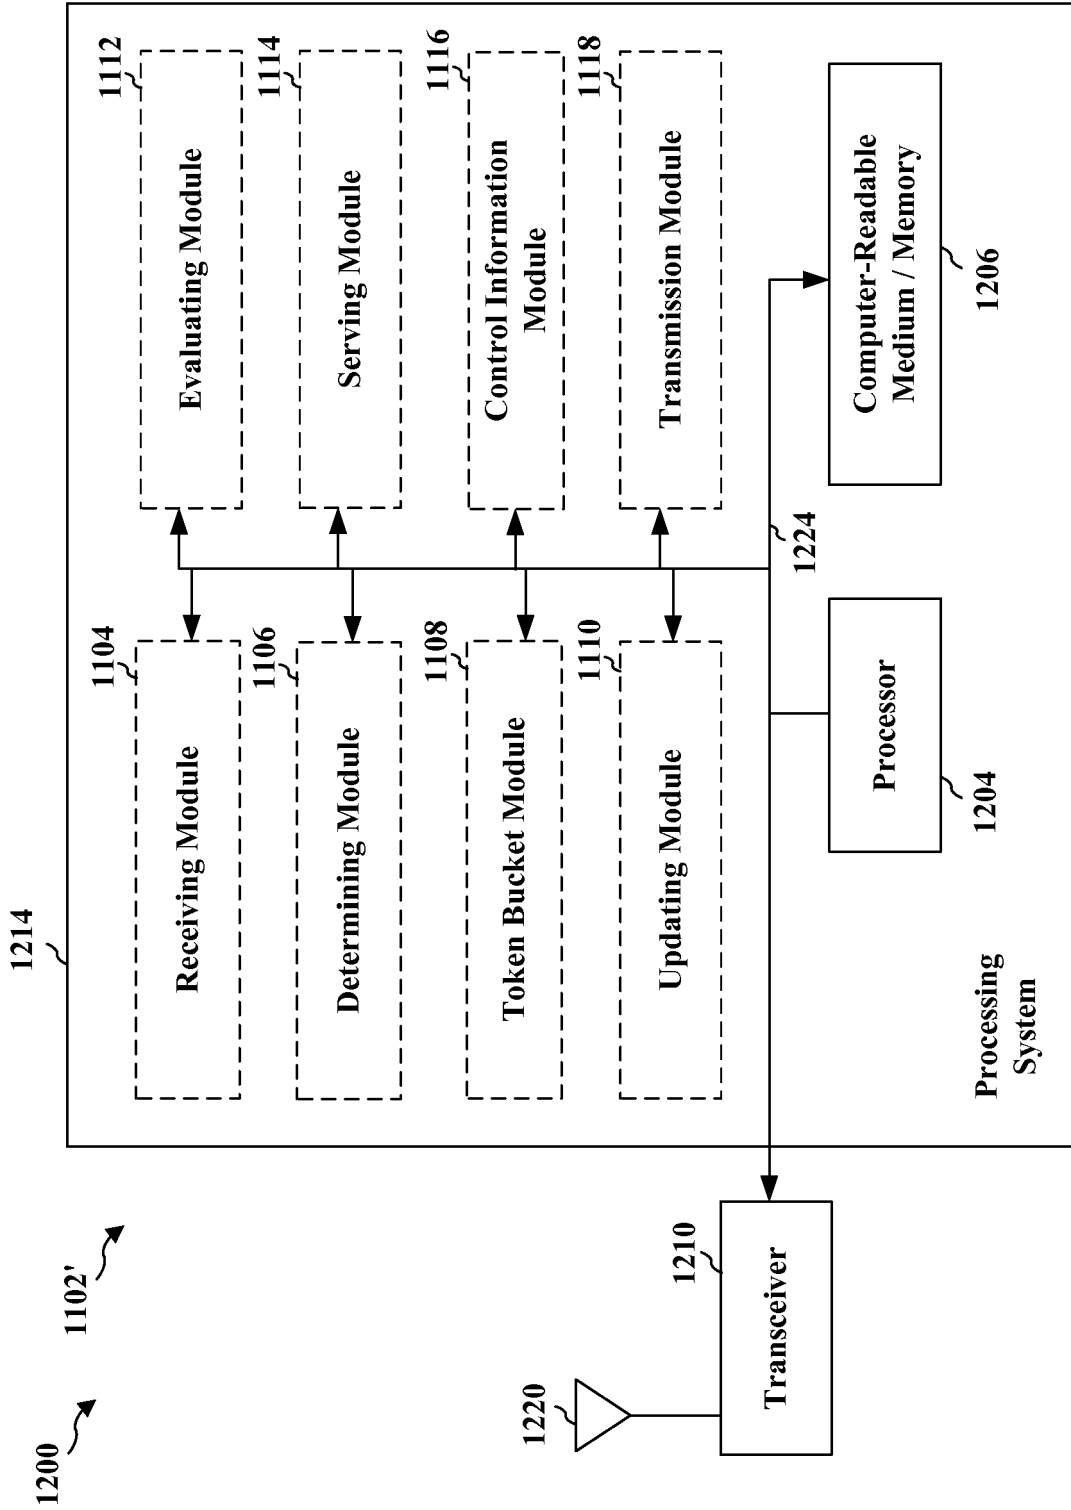 1200
1102'
1214
1104
Receiving Module
1112
Evaluating Module
1106
Determining Module
1114
Serving Module
1108
Token Bucket Module
1116
Control Information
Module
1110
Updating Module
1118
Transmission Module
1220
1210
Transceiver
1224
Processor
1204
Computer-Readable
Medium / Memory
1206
Processing
System